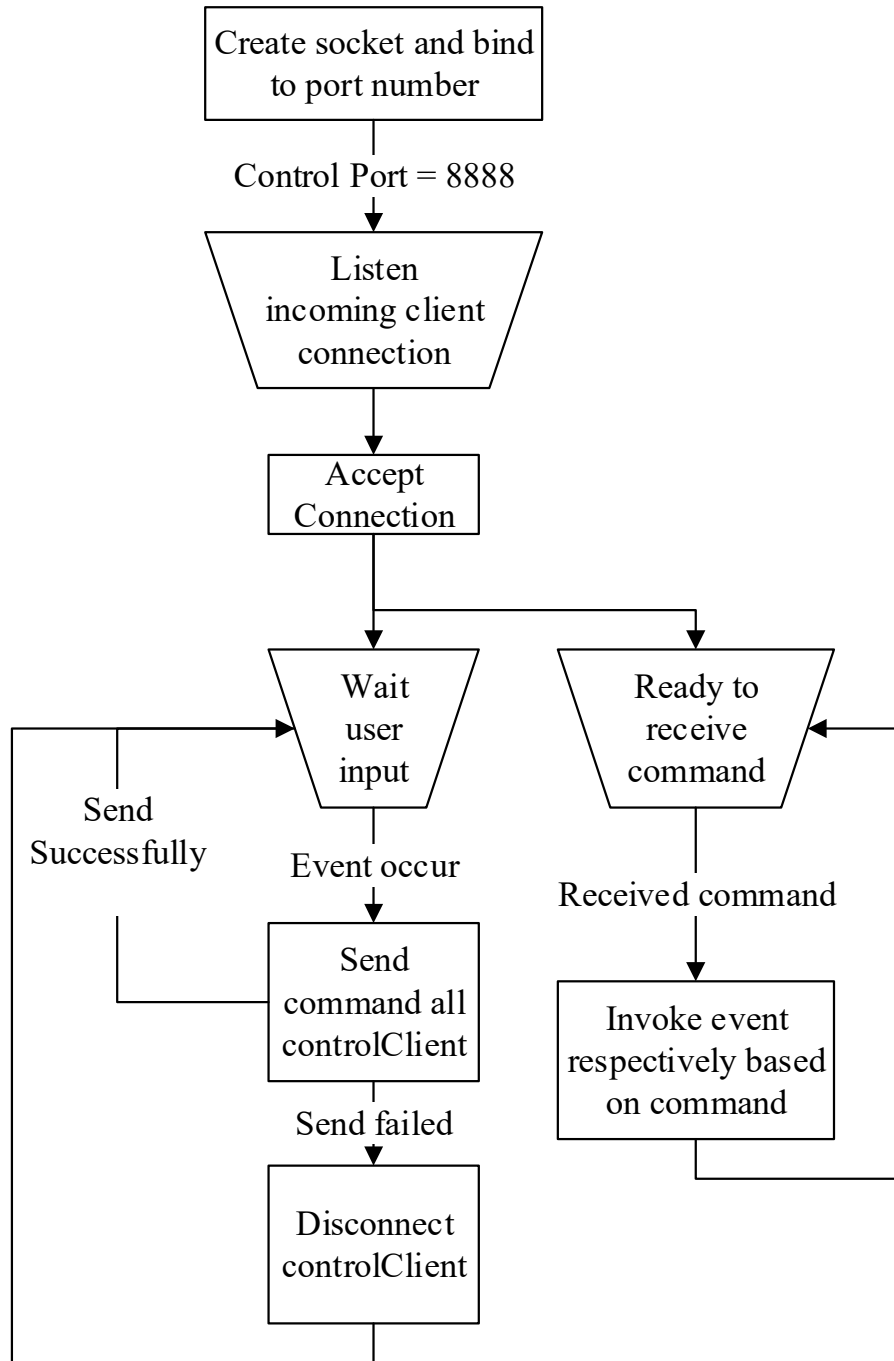 Create socket and bind
to port number
Control Port = 8888
Listen
incoming client
connection
Accept
Connection
Wait
user
input
Ready to
receive
command
Send
Successfully
Event occur
Received command
Send
command all
controlClient
Invoke event
respectively based
on command
Send failed
Disconnect
controlClient